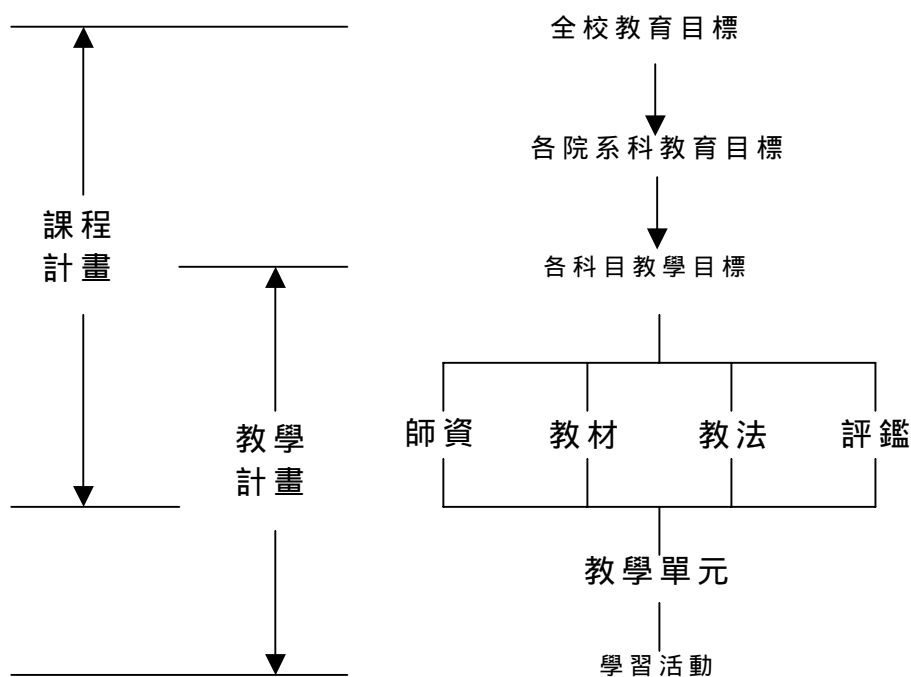 全校教育目標
各院系科教育目標
課程
計畫
各科目教學目標
教學
計畫
師資 教材 教法 評鑑
教學單元
學習活動